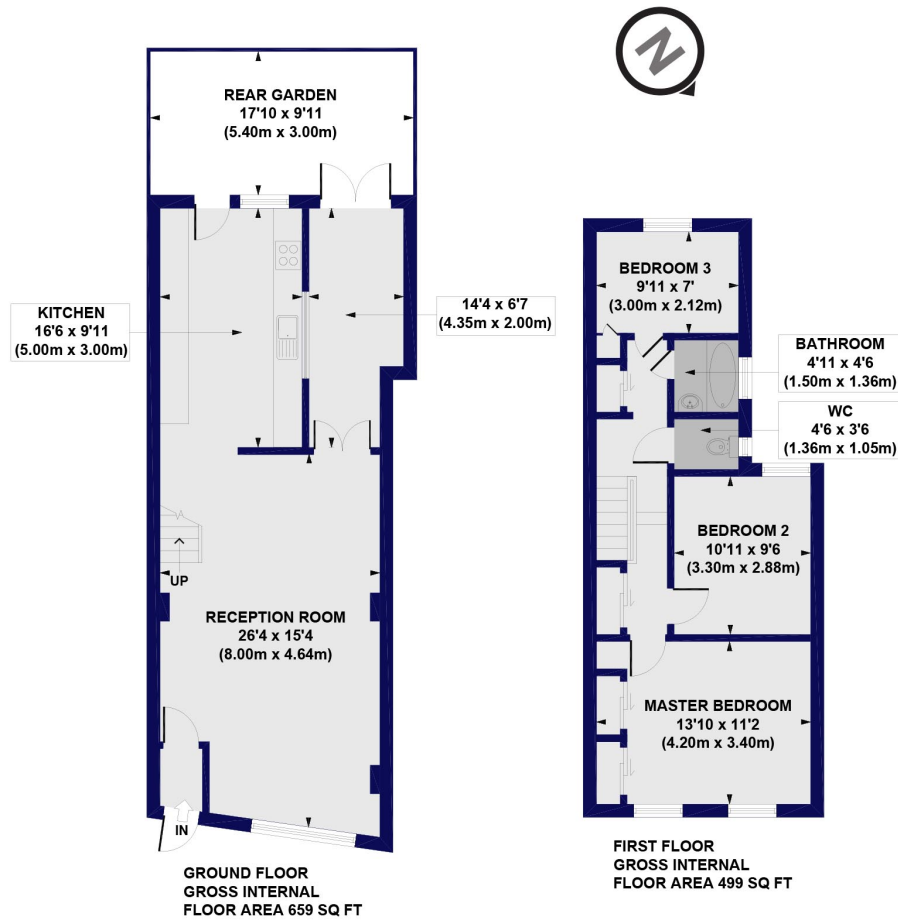 N
REAR GARDEN
17'10 x 9'11
(5.40m x 3.00m)
KITCHEN
16'6 x 9'11
(5.00m x 3.00m)
14'4 x 6'7
(4.35m x 2.00m)
UP
RECEPTION ROOM
26'4 x 15'4
(8.00m x 4.64m)
IN
GROUND FLOOR
GROSS INTERNAL
FLOOR AREA 659 SQ FT
BEDROOM 3
9'11 x 7'
(3.00m x 2.12m)
BATHROOM
4'11 x 4'6
(1.50m x 1.36m)
WC
4'6 x 3'6
(1.36m x 1.05m)
BEDROOM 2
10'11 x 9'6
(3.30m x 2.88m)
MASTER BEDROOM
13'10 x 11'2
(4.20m x 3.40m)
FIRST FLOOR
GROSS INTERNAL
FLOOR AREA 499 SQ FT